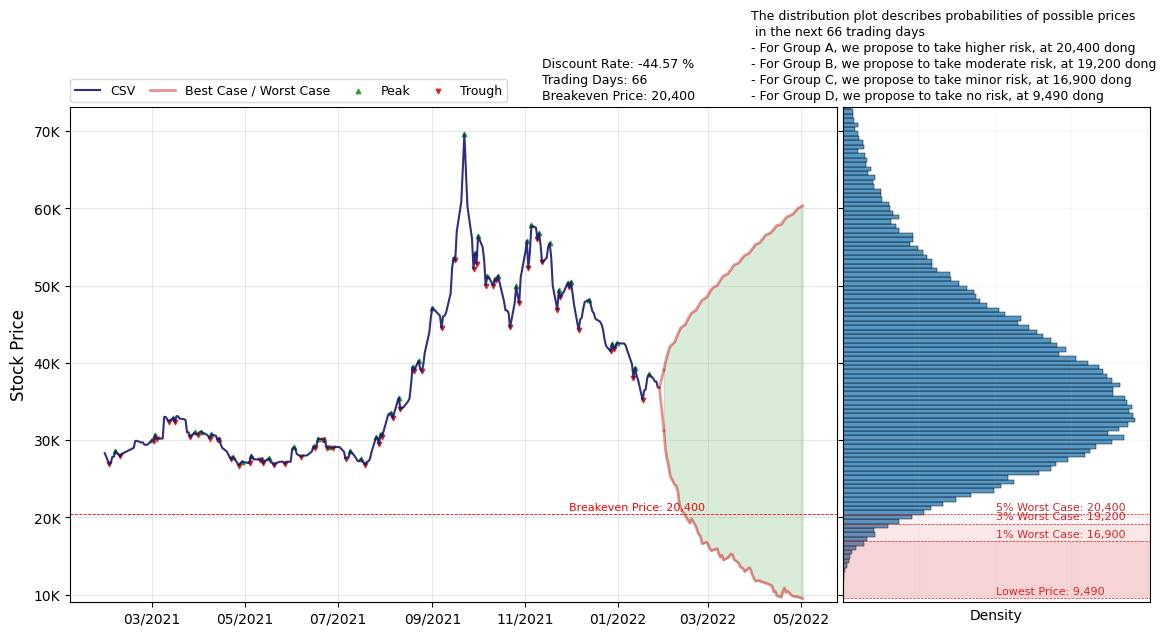 The distribution plot describes probabilities of possible prices
in the next 66 trading days
- For Group A, we propose to take higher risk, at 20,400 dong
- For Group B, we propose to take moderate risk, at 19,200 dong
- For Group C, we propose to take minor risk, at 16,900 dong
- For Group D, we propose to take no risk, at 9,490 dong
Discount Rate: -44.57 %
Trading Days: 66
Breakeven Price: 20,400
CSV Best Case / Worst Case Peak Trough
Stock Price
70K
60K
50K
40K
30K
20K
10K
Breakeven Price: 20,400
5% Worst Case: 20,400
3% Worst Case: 19,200
1% Worst Case: 16,900
Lowest Price: 9,490
03/2021 05/2021 07/2021 09/2021 11/2021 01/2022 03/2022 05/2022
Density